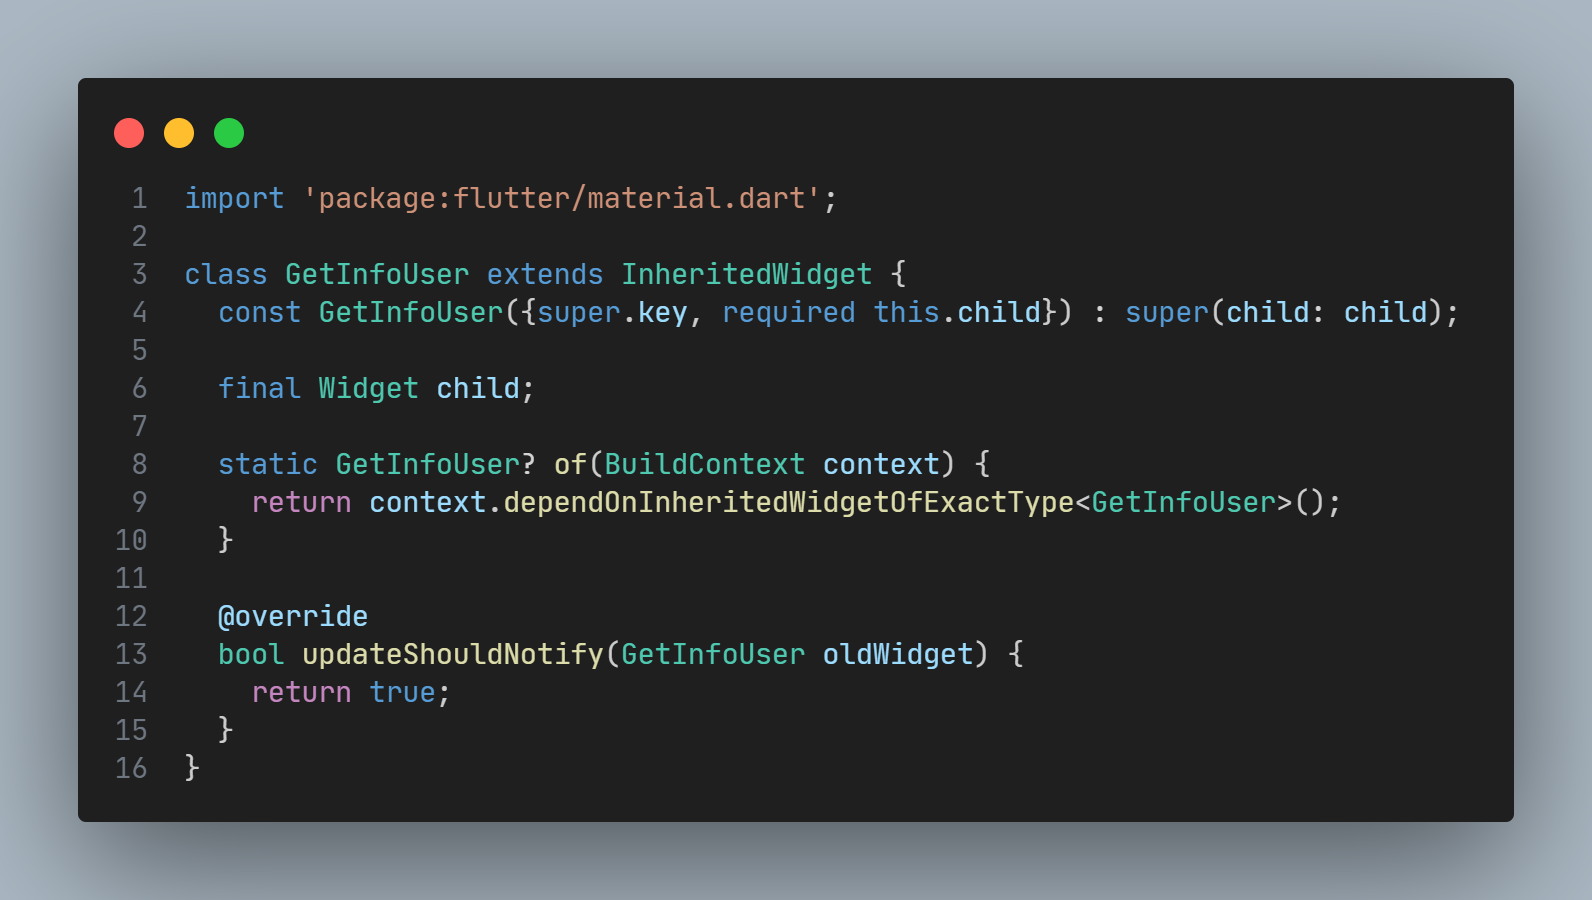 1 import 'package:flutter/material.dart';
2
3 class GetInfoUser extends InheritedWidget {
4 const GetInfoUser({super.key, required this.child}) : super(child: child);
5
6 final Widget child;
7
8 static GetInfoUser? of(BuildContext context) {
9 return context.dependOnInheritedWidgetOfExactType<GetInfoUser>();
10 }
11
12 @override
13 bool updateShouldNotify(GetInfoUser oldWidget) {
14 return true;
15 }
16 }